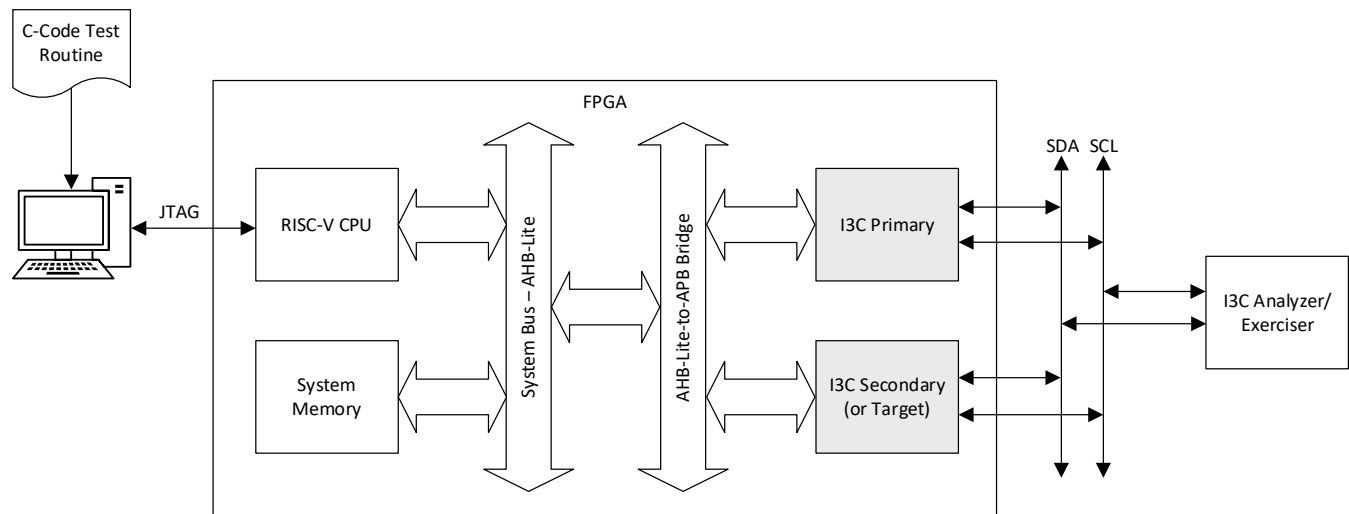 C-Code Test
Routine
FPGA
SDA
SCL
JTAG
RISC-V CPU
System Bus – AHB-Lite
AHB-Lite-to-APB Bridge
I3C Primary
I3C Analyzer/
Exerciser
System
Memory
I3C Secondary
(or Target)